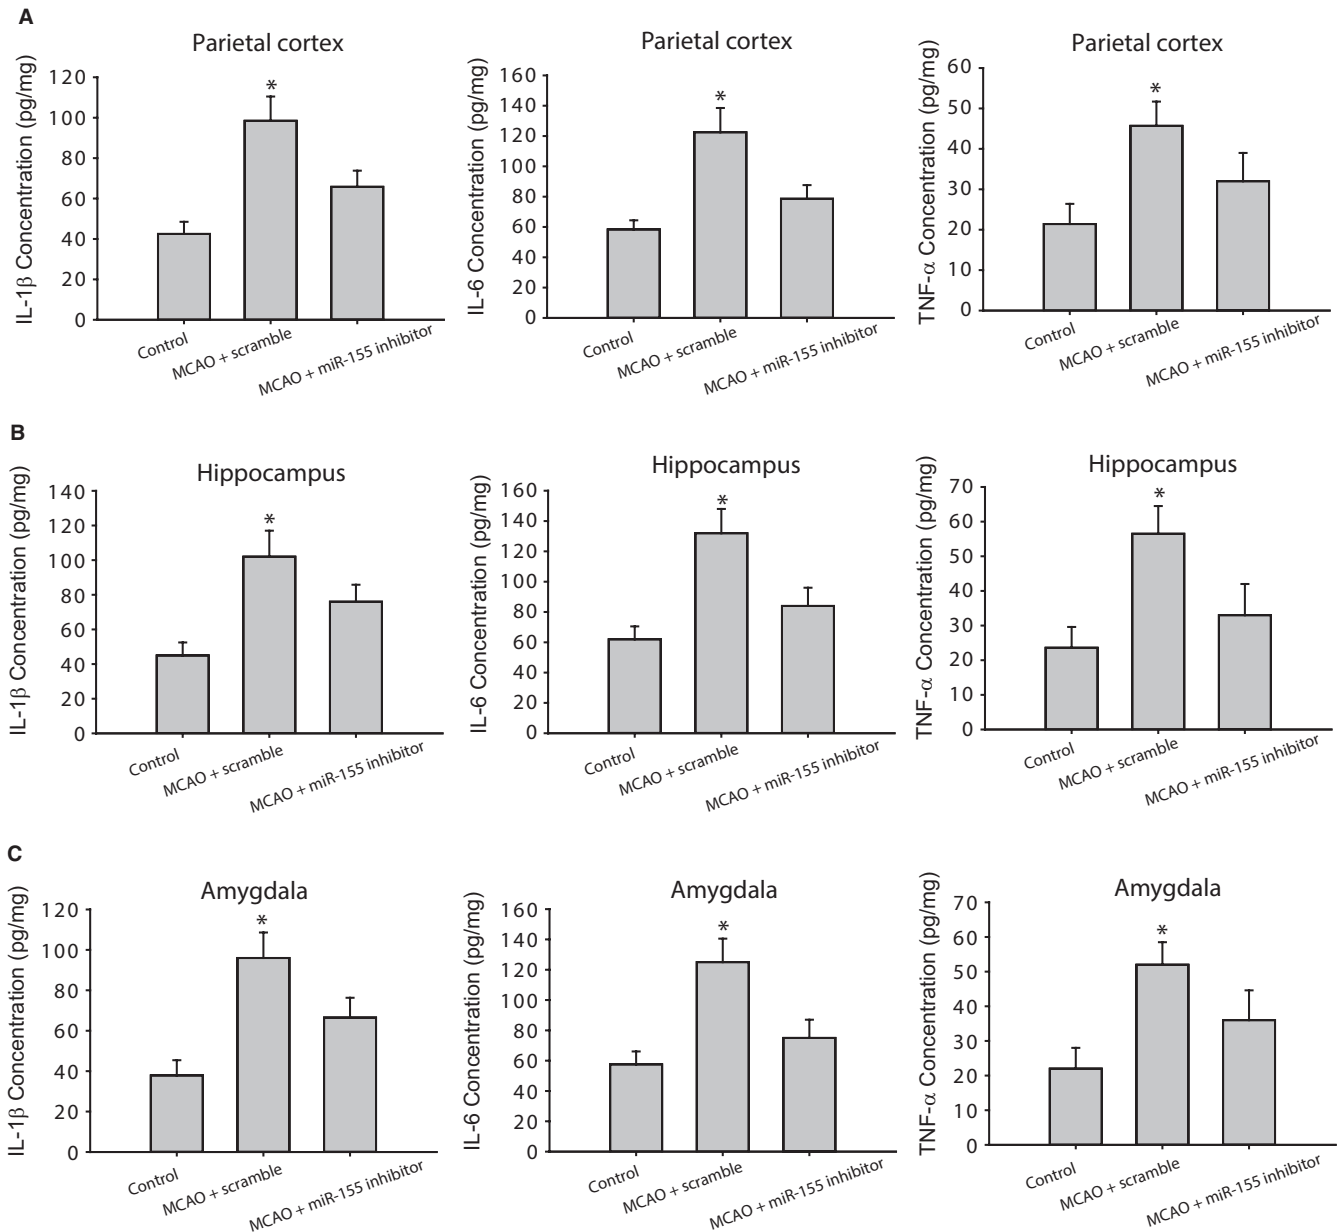 A
Parietal cortex
IL-1β Concentration (pg/mg)
120
100
80
60
40
20
0
*
Control
MCAO + scramble
MCAO + miR-155 inhibitor
Parietal cortex
IL-6 Concentration (pg/mg)
160
140
120
100
80
60
40
20
0
*
Control
MCAO + scramble
MCAO + miR-155 inhibitor
Parietal cortex
TNF-α Concentration (pg/mg)
60
50
40
30
20
10
0
*
Control
MCAO + scramble
MCAO + miR-155 inhibitor
B
Hippocampus
IL-1β Concentration (pg/mg)
140
120
100
80
60
40
20
0
*
Control
MCAO + scramble
MCAO + miR-155 inhibitor
Hippocampus
IL-6 Concentration (pg/mg)
160
140
120
100
80
60
40
20
0
*
Control
MCAO + scramble
MCAO + miR-155 inhibitor
Hippocampus
TNF-α Concentration (pg/mg)
70
60
50
40
30
20
10
0
*
Control
MCAO + scramble
MCAO + miR-155 inhibitor
C
Amygdala
IL-1β Concentration (pg/mg)
120
100
80
60
40
20
0
*
Control
MCAO + scramble
MCAO + miR-155 inhibitor
Amygdala
IL-6 Concentration (pg/mg)
160
140
120
100
80
60
40
20
0
*
Control
MCAO + scramble
MCAO + miR-155 inhibitor
Amygdala
TNF-α Concentration (pg/mg)
70
60
50
40
30
20
10
0
*
Control
MCAO + scramble
MCAO + miR-155 inhibitor